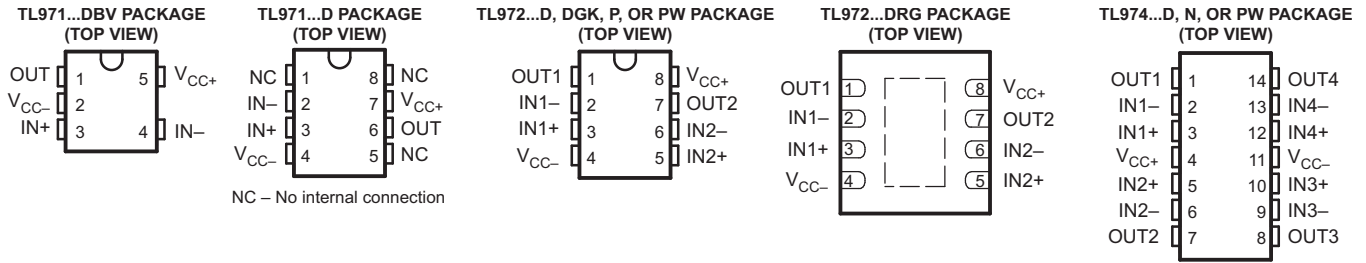 TL971...DBV PACKAGE
(TOP VIEW)
OUT 1 5 VCC+
VCC– 2
IN+ 3 4 IN–
TL971...D PACKAGE
(TOP VIEW)
NC 1 8 NC
IN– 2 7 VCC+
IN+ 3 6 OUT
VCC– 4 5 NC
NC – No internal connection
TL972...D, DGK, P, OR PW PACKAGE
(TOP VIEW)
OUT1 1 8 VCC+
IN1– 2 7 OUT2
IN1+ 3 6 IN2–
VCC– 4 5 IN2+
TL972...DRG PACKAGE
(TOP VIEW)
OUT1 1 8 VCC+
IN1– 2 7 OUT2
IN1+ 3 6 IN2–
VCC– 4 5 IN2+
TL974...D, N, OR PW PACKAGE
(TOP VIEW)
OUT1 1 14 OUT4
IN1– 2 13 IN4–
IN1+ 3 12 IN4+
VCC+ 4 11 VCC–
IN2+ 5 10 IN3+
IN2– 6 9 IN3–
OUT2 7 8 OUT3